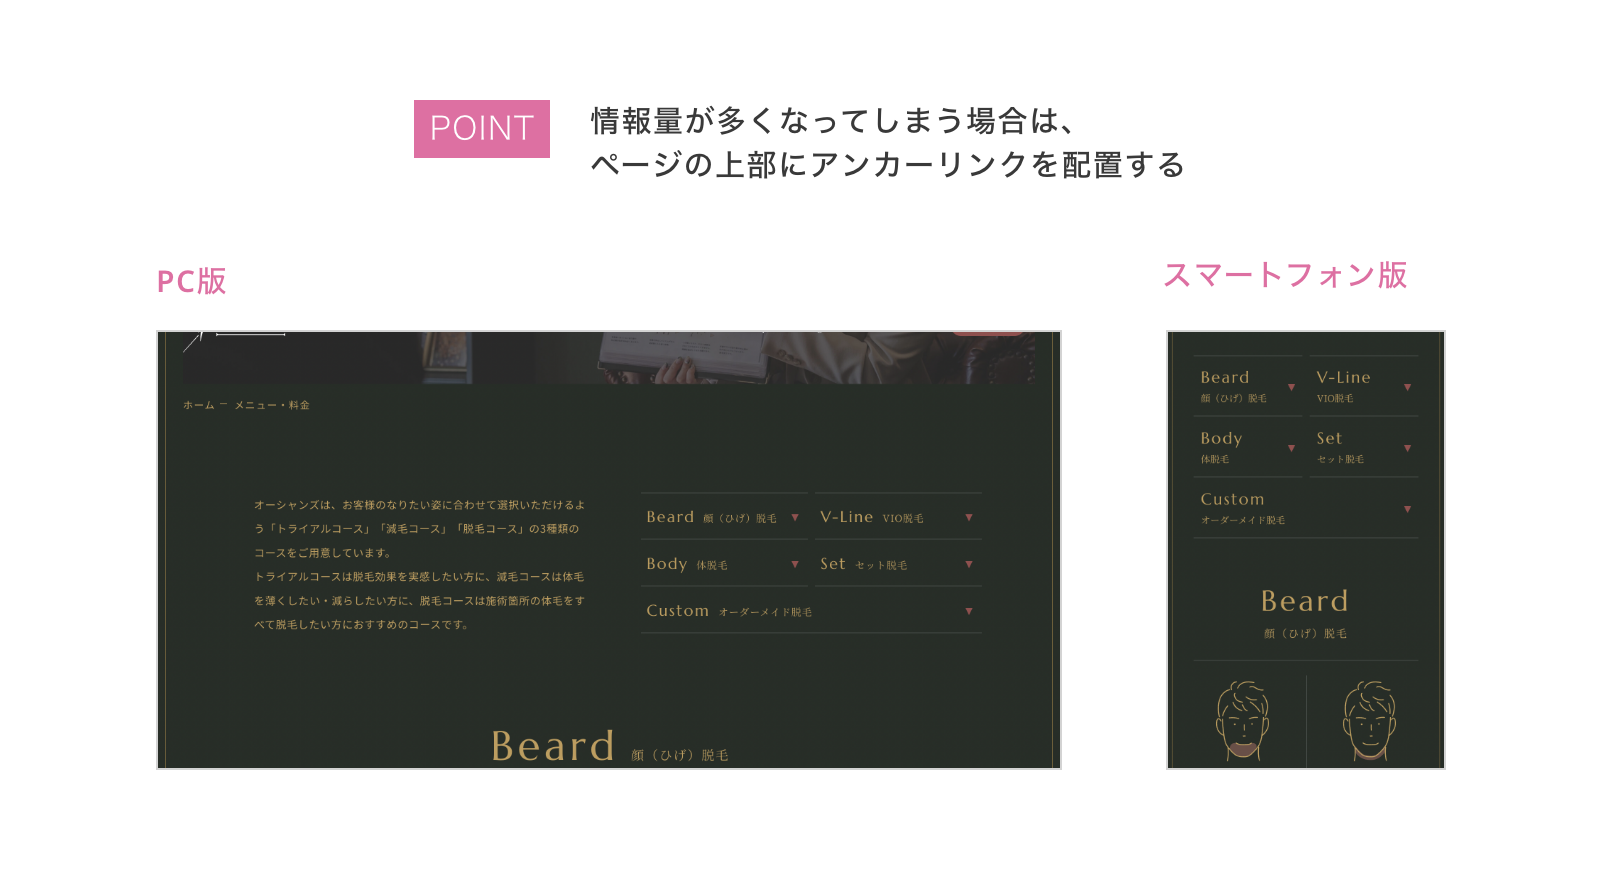 POINT
情報量が多くなってしまう場合は、
ページの上部にアンカーリンクを配置する
PC版
スマートフォン版
ホーム － メニュー・料金
オーシャンズは、お客様のなりたい姿に合わせて選択いただけるよ
う「トライアルコース」「減毛コース」「脱毛コース」の3種類の
コースをご用意しています。
トライアルコースは脱毛効果を実感したい方に、減毛コースは体毛
を薄くしたい・減らしたい方に、脱毛コースは施術箇所の体毛をす
べて脱毛したい方におすすめのコースです。
Beard 顔（ひげ）脱毛 ▼
V-Line VIO脱毛 ▼
Body 体脱毛 ▼
Set セット脱毛 ▼
Custom オーダーメイド脱毛 ▼
Beard 顔（ひげ）脱毛
Beard ▼
顔（ひげ）脱毛
V-Line ▼
VIO脱毛
Body ▼
体脱毛
Set ▼
セット脱毛
Custom ▼
オーダーメイド脱毛
Beard
顔（ひげ）脱毛